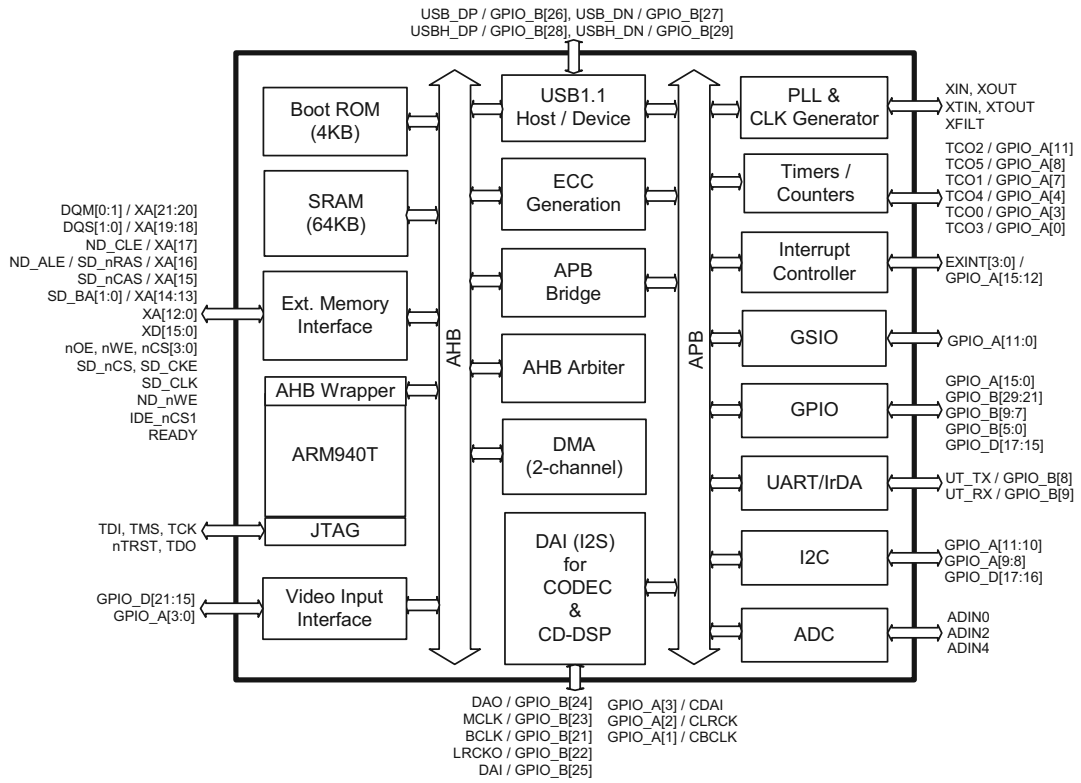 USB_DP / GPIO_B[26], USB_DN / GPIO_B[27]
USBH_DP / GPIO_B[28], USBH_DN / GPIO_B[29]
Boot ROM
(4KB)
SRAM
(64KB)
DQM[0:1] / XA[21:20]
DQS[1:0] / XA[19:18]
ND_CLE / XA[17]
ND_ALE / SD_nRAS / XA[16]
SD_nCAS / XA[15]
SD_BA[1:0] / XA[14:13]
XA[12:0]
XD[15:0]
nOE, nWE, nCS[3:0]
SD_nCS, SD_CKE
SD_CLK
ND_nWE
IDE_nCS1
READY
Ext. Memory
Interface
AHB Wrapper
ARM940T
JTAG
TDI, TMS, TCK
nTRST, TDO
GPIO_D[21:15]
GPIO_A[3:0]
Video Input
Interface
AHB
USB1.1
Host / Device
ECC
Generation
APB
Bridge
AHB Arbiter
DMA
(2-channel)
DAI (I2S)
for
CODEC
&
CD-DSP
APB
PLL &
CLK Generator
XIN, XOUT
XTIN, XTOUT
XFILT
Timers /
Counters
TCO2 / GPIO_A[11]
TCO5 / GPIO_A[8]
TCO1 / GPIO_A[7]
TCO4 / GPIO_A[4]
TCO0 / GPIO_A[3]
TCO3 / GPIO_A[0]
Interrupt
Controller
EXINT[3:0] /
GPIO_A[15:12]
GSIO
GPIO_A[11:0]
GPIO
GPIO_A[15:0]
GPIO_B[29:21]
GPIO_B[9:7]
GPIO_B[5:0]
GPIO_D[17:15]
UART/IrDA
UT_TX / GPIO_B[8]
UT_RX / GPIO_B[9]
I2C
GPIO_A[11:10]
GPIO_A[9:8]
GPIO_D[17:16]
ADC
ADIN0
ADIN2
ADIN4
DAO / GPIO_B[24]
MCLK / GPIO_B[23]
BCLK / GPIO_B[21]
LRCKO / GPIO_B[22]
DAI / GPIO_B[25]
GPIO_A[3] / CDAI
GPIO_A[2] / CLRCK
GPIO_A[1] / CBCLK